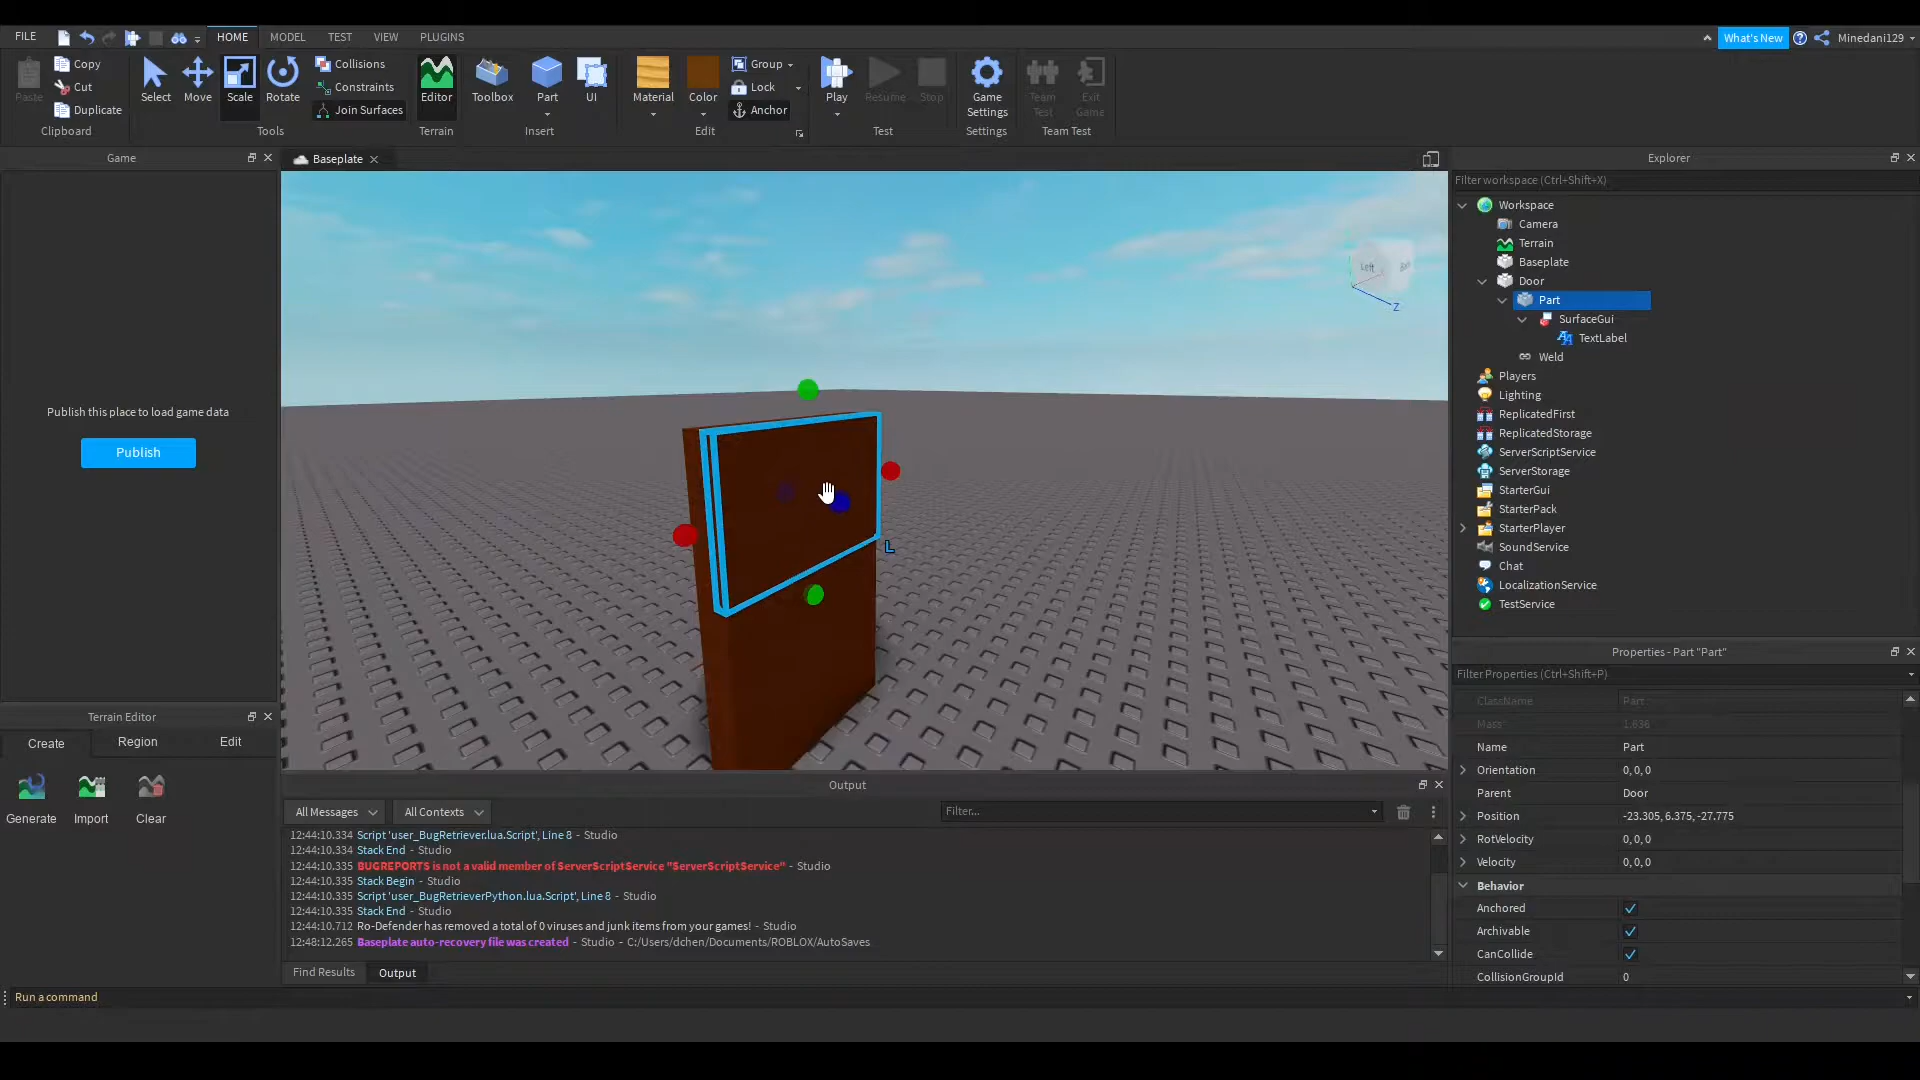 FILE
HOME MODEL TEST VIEW PLUGINS
What's New
Minedani129
Paste
Copy
Cut
Duplicate
Clipboard
Select
Move
Scale
Rotate
Collisions
Constraints
Join Surfaces
Tools
Editor
Terrain
Toolbox
Part
UI
Insert
Material
Color
Group
Lock
Anchor
Edit
Play
Resume
Stop
Test
Game
Settings
Settings
Team
Test
Exit
Game
Team Test
Game
Publish this place to load game data
Publish
Baseplate
Left
Z
L
Explorer
Filter workspace (Ctrl+Shift+X)
Workspace
Camera
Terrain
Baseplate
Door
Part
SurfaceGui
TextLabel
Weld
Players
Lighting
ReplicatedFirst
ReplicatedStorage
ServerScriptService
ServerStorage
StarterGui
StarterPack
StarterPlayer
SoundService
Chat
LocalizationService
TestService
Properties - Part "Part"
Filter Properties (Ctrl+Shift+P)
ClassName Part
Mass 1.636
Name Part
Orientation 0, 0, 0
Parent Door
Position -23.305, 6.375, -27.775
RotVelocity 0, 0, 0
Velocity 0, 0, 0
Behavior
Anchored
Archivable
CanCollide
CollisionGroupId 0
Terrain Editor
Create Region Edit
Generate
Import
Clear
Output
All Messages All Contexts Filter...
12:44:10.334 Script 'user_BugRetriever.lua.Script', Line 8 - Studio
12:44:10.334 Stack End - Studio
12:44:10.335 BUGREPORTS is not a valid member of ServerScriptService "ServerScriptService" - Studio
12:44:10.335 Stack Begin - Studio
12:44:10.335 Script 'user_BugRetrieverPython.lua.Script', Line 8 - Studio
12:44:10.335 Stack End - Studio
12:44:10.712 Ro-Defender has removed a total of 0 viruses and junk items from your games! - Studio
12:48:12.265 Baseplate auto-recovery file was created - Studio - C:/Users/dchen/Documents/ROBLOX/AutoSaves
Find Results Output
Run a command